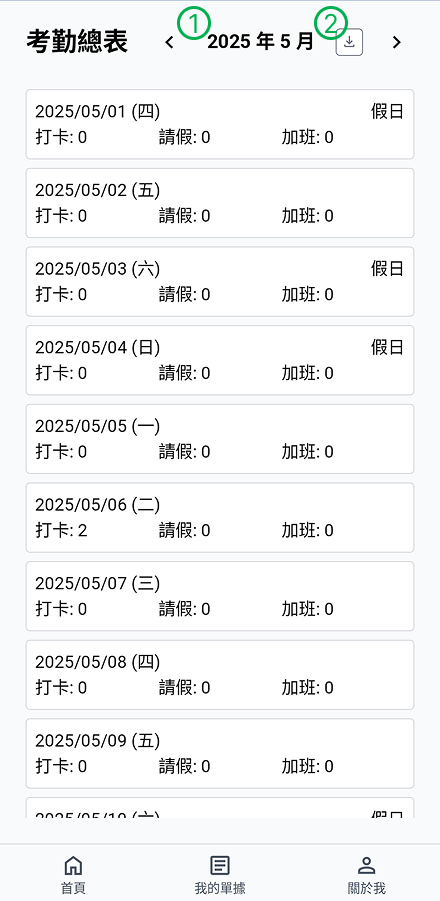 ① ②
考勤總表 2025 年 5 月
2025/05/01 (四) 假日
打卡: 0 請假: 0 加班: 0
2025/05/02 (五)
打卡: 0 請假: 0 加班: 0
2025/05/03 (六) 假日
打卡: 0 請假: 0 加班: 0
2025/05/04 (日) 假日
打卡: 0 請假: 0 加班: 0
2025/05/05 (一)
打卡: 0 請假: 0 加班: 0
2025/05/06 (二)
打卡: 2 請假: 0 加班: 0
2025/05/07 (三)
打卡: 0 請假: 0 加班: 0
2025/05/08 (四)
打卡: 0 請假: 0 加班: 0
2025/05/09 (五)
打卡: 0 請假: 0 加班: 0
2025/05/10 (六) 假日
首頁 我的單據 關於我